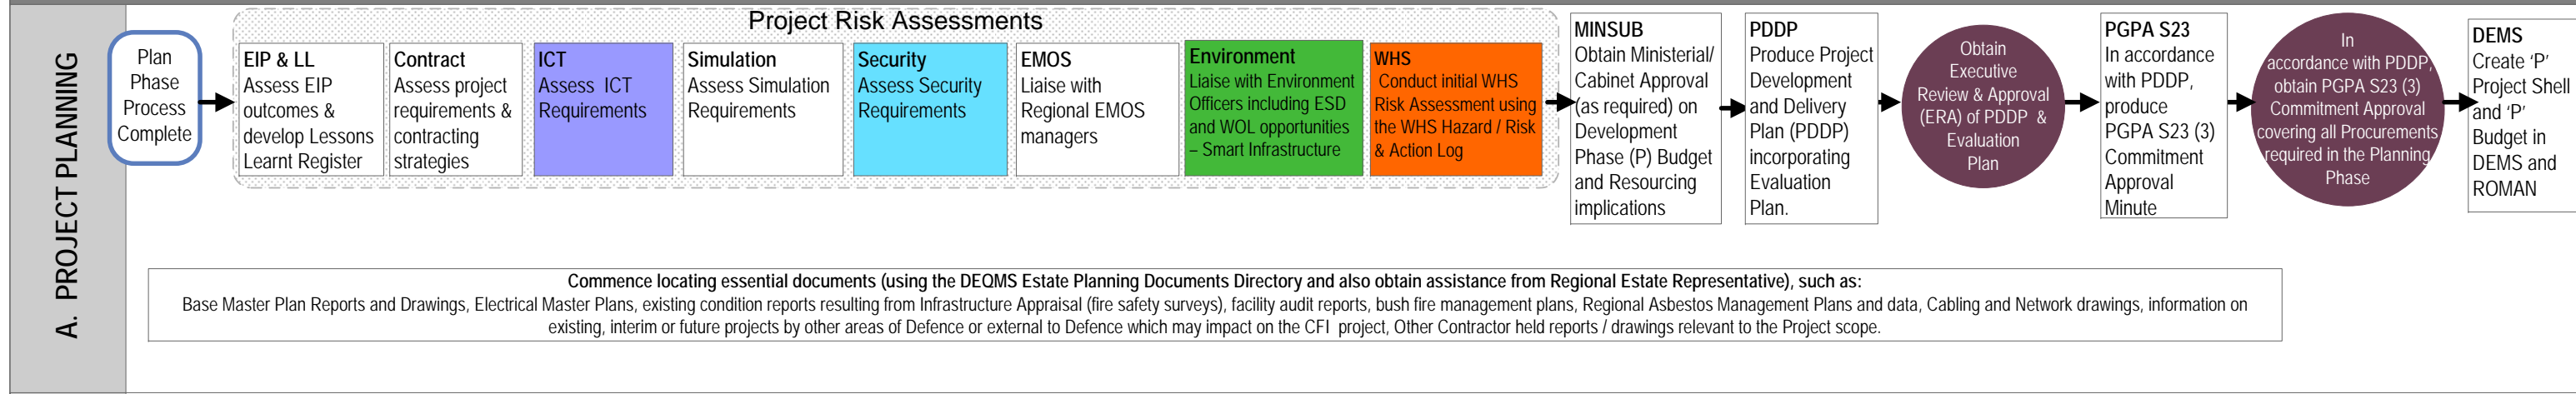 A. PROJECT PLANNING
Plan
Phase
Process
Complete
Project Risk Assessments
EIP & LL
Assess EIP
outcomes &
develop Lessons
Learnt Register
Contract
Assess project
requirements &
contracting
strategies
ICT
Assess ICT
Requirements
Simulation
Assess Simulation
Requirements
Security
Assess Security
Requirements
EMOS
Liaise with
Regional EMOS
managers
Environment
Liaise with Environment
Officers including ESD
and WOL opportunities
– Smart Infrastructure
WHS
Conduct initial WHS
Risk Assessment using
the WHS Hazard / Risk
& Action Log
MINSUB
Obtain Ministerial/
Cabinet Approval
(as required) on
Development
Phase (P) Budget
and Resourcing
implications
PDDP
Produce Project
Development
and Delivery
Plan (PDDP)
incorporating
Evaluation
Plan.
Obtain
Executive
Review & Approval
(ERA) of PDDP &
Evaluation
Plan
PGPA S23
In accordance
with PDDP,
produce
PGPA S23 (3)
Commitment
Approval
Minute
In
accordance with PDDP,
obtain PGPA S23 (3)
Commitment Approval
covering all Procurements
required in the Planning
Phase
DEMS
Create ‘P’
Project Shell
and ‘P’
Budget in
DEMS and
ROMAN
Commence locating essential documents (using the DEQMS Estate Planning Documents Directory and also obtain assistance from Regional Estate Representative), such as:
Base Master Plan Reports and Drawings, Electrical Master Plans, existing condition reports resulting from Infrastructure Appraisal (fire safety surveys), facility audit reports, bush fire management plans, Regional Asbestos Management Plans and data, Cabling and Network drawings, information on
existing, interim or future projects by other areas of Defence or external to Defence which may impact on the CFI project, Other Contractor held reports / drawings relevant to the Project scope.